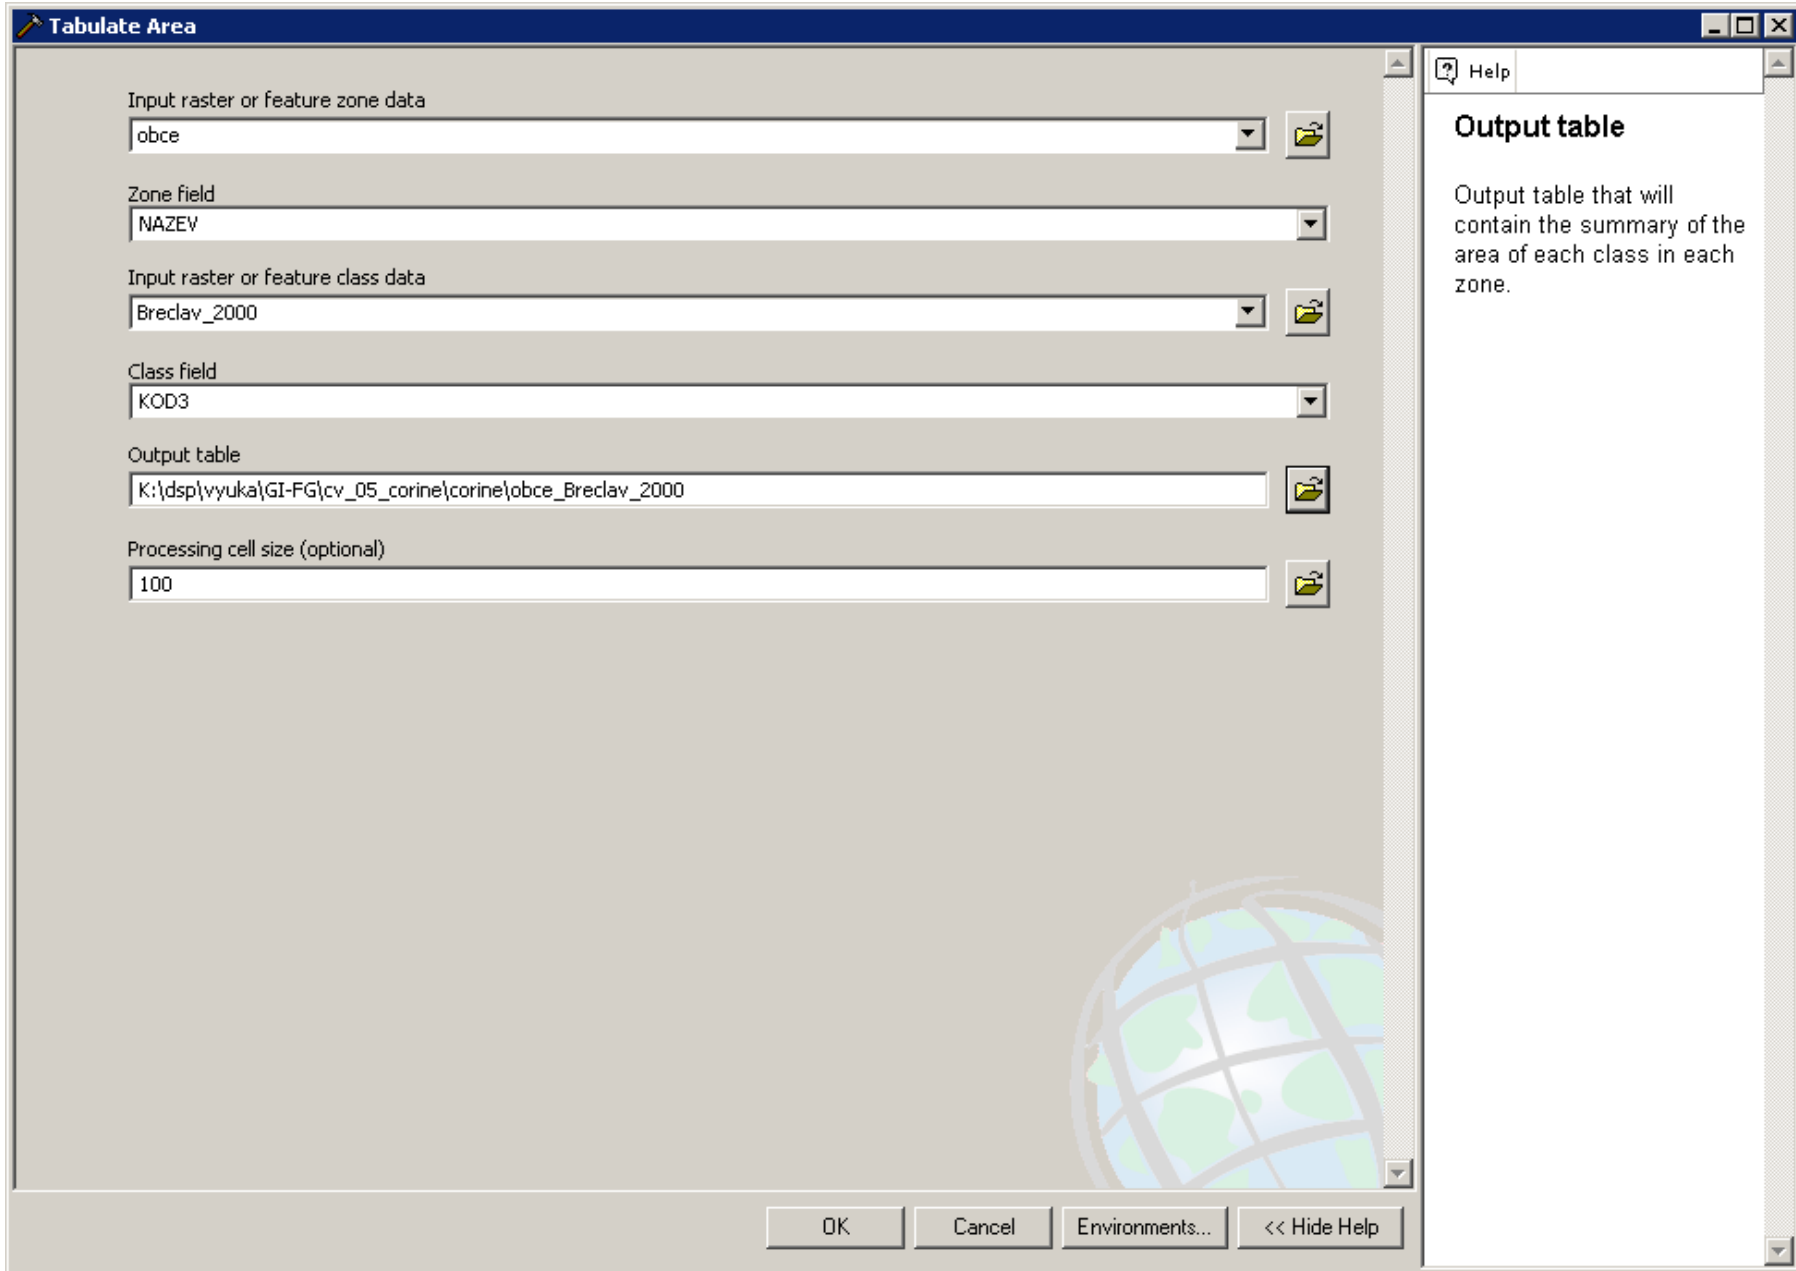 Tabulate Area
Input raster or feature zone data
obce
Zone field
NAZEV
Input raster or feature class data
Breclav_2000
Class field
KOD3
Output table
K:\dsp\vyuka\GI-FG\cv_05_corine\corine\obce_Breclav_2000
Processing cell size (optional)
100
OK
Cancel
Environments...
<< Hide Help
Help
Output table
Output table that will
contain the summary of the
area of each class in each
zone.